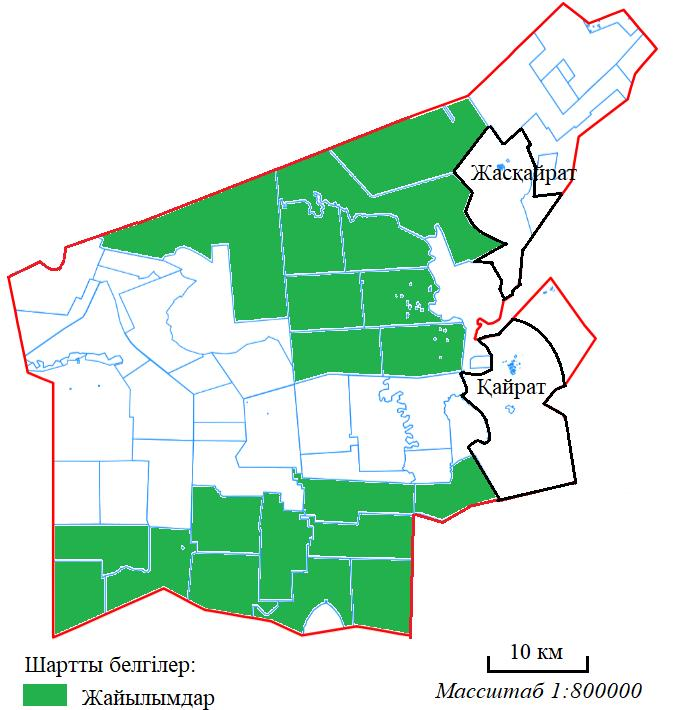 Жасқайрат
Қайрат
10 км
Шартты белгілер:
Масштаб 1:800000
Жайылымдар